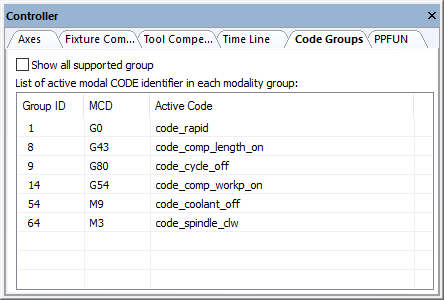 Controller
Axes Fixture Com... Tool Compe... Time Line Code Groups PPFUN
Show all supported group
List of active modal CODE identifier in each modality group:
Group ID MCD Active Code
1 G0 code_rapid
8 G43 code_comp_length_on
9 G80 code_cycle_off
14 G54 code_comp_workp_on
54 M9 code_coolant_off
64 M3 code_spindle_clw